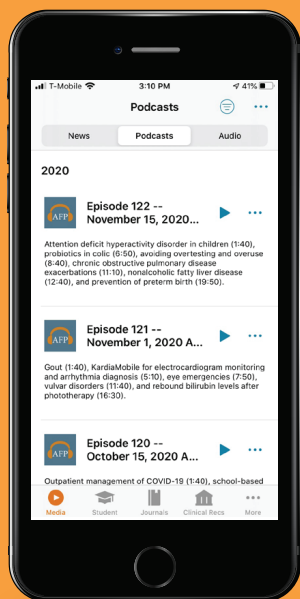 T-Mobile 3:10 PM 41%
Podcasts
News Podcasts Audio
2020
AFP
Episode 122 --
November 15, 2020...
Attention deficit hyperactivity disorder in children (1:40),
probiotics in colic (6:50), avoiding overtesting and overuse
(8:40), chronic obstructive pulmonary disease
exacerbations (11:10), nonalcoholic fatty liver disease
(12:40), and prevention of preterm birth (19:50).
AFP
Episode 121 --
November 1, 2020 A...
Gout (1:40), KardiaMobile for electrocardiogram monitoring
and arrhythmia diagnosis (5:10), eye emergencies (7:50),
vulvar disorders (11:40), and rebound bilirubin levels after
phototherapy (16:30).
AFP
Episode 120 --
October 15, 2020 A...
Outpatient management of COVID-19 (1:40), school-based
Media Student Journals Clinical Recs More